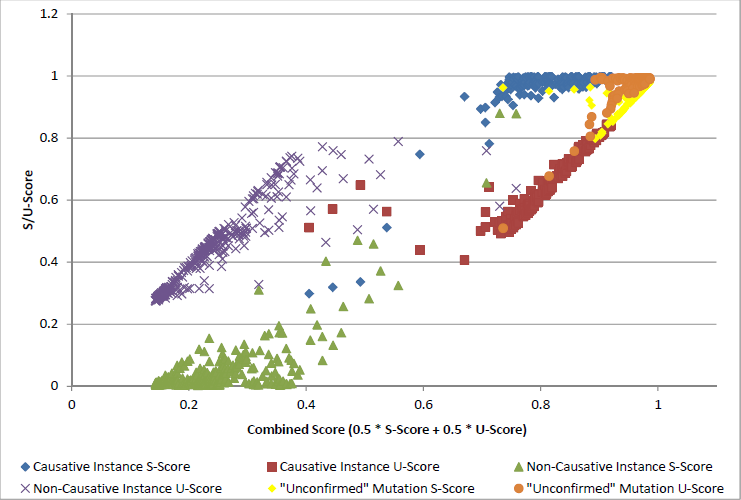 1.2
1
0.8
0.6
0.4
0.2
0
S/U-Score
0 0.2 0.4 0.6 0.8 1
Combined Score (0.5 * S-Score + 0.5 * U-Score)
Causative Instance S-Score Causative Instance U-Score Non-Causative Instance S-Score
Non-Causative Instance U-Score "Unconfirmed" Mutation S-Score "Unconfirmed" Mutation U-Score